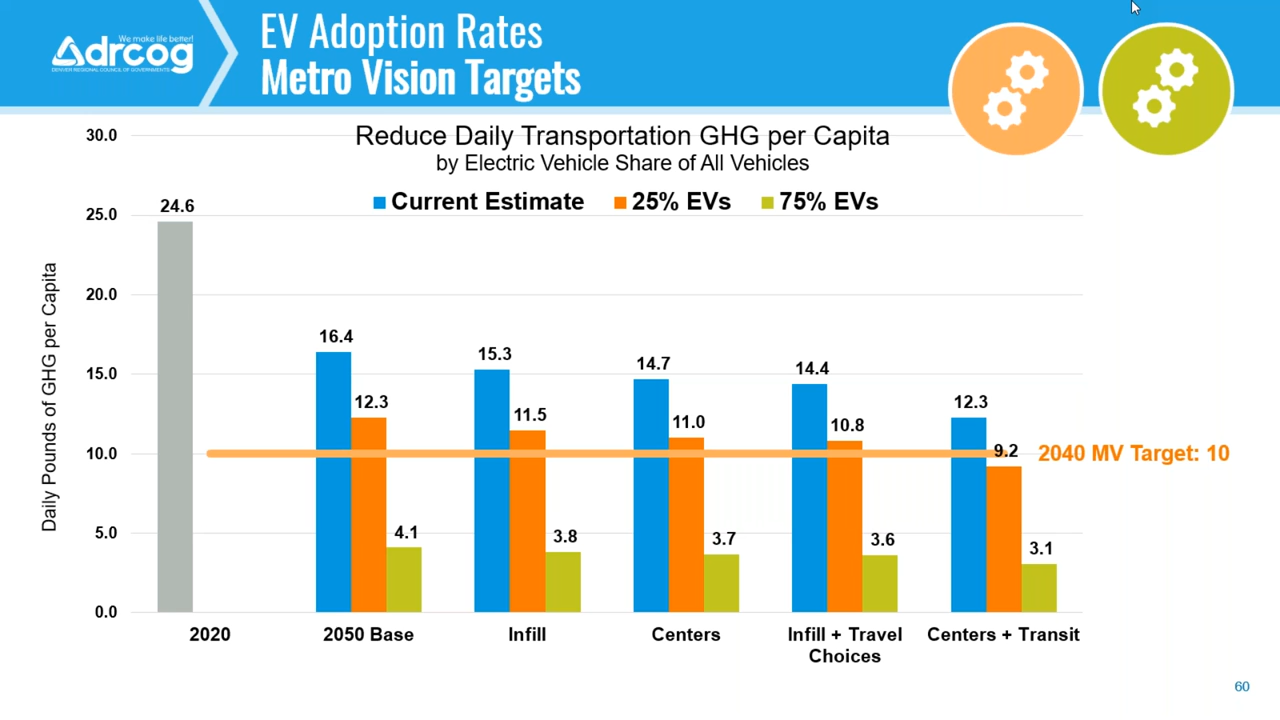 We make life better!
drcog
DENVER REGIONAL COUNCIL OF GOVERNMENTS
EV Adoption Rates
Metro Vision Targets
Reduce Daily Transportation GHG per Capita
by Electric Vehicle Share of All Vehicles
Current Estimate 25% EVs 75% EVs
Daily Pounds of GHG per Capita
30.0
25.0
20.0
15.0
10.0
5.0
0.0
24.6
16.4
12.3
4.1
15.3
11.5
3.8
14.7
11.0
3.7
14.4
10.8
3.6
12.3
9.2
3.1
2040 MV Target: 10
2020
2050 Base
Infill
Centers
Infill + Travel
Choices
Centers + Transit
60